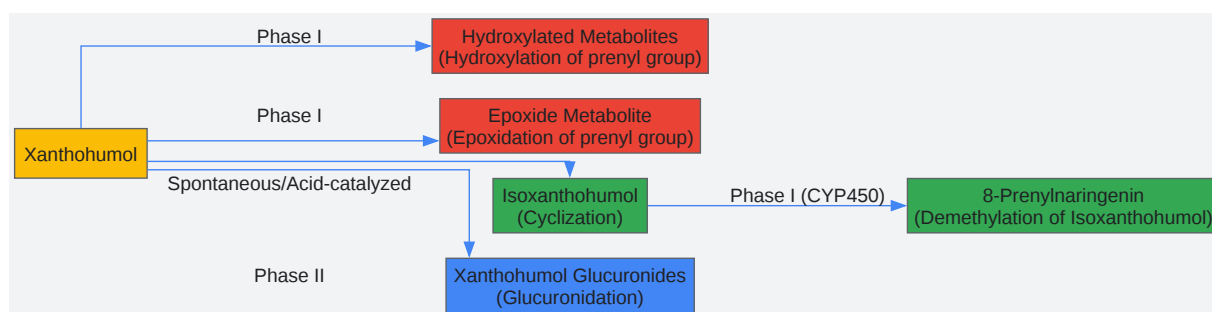 Phase I
Hydroxylated Metabolites
(Hydroxylation of prenyl group)
Phase I
Epoxide Metabolite
(Epoxidation of prenyl group)
Xanthohumol
Spontaneous/Acid-catalyzed
Isoxanthohumol
(Cyclization)
Phase I (CYP450)
8-Prenylnaringenin
(Demethylation of Isoxanthohumol)
Phase II
Xanthohumol Glucuronides
(Glucuronidation)